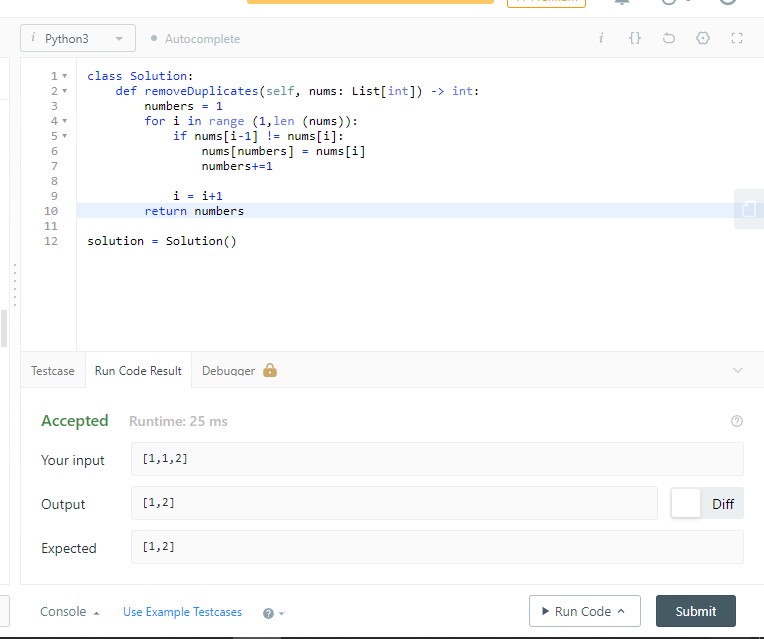 i Python3
Autocomplete
i {}
1 class Solution:
2 def removeDuplicates(self, nums: List[int]) -> int:
3 numbers = 1
4 for i in range (1,len (nums)):
5 if nums[i-1] != nums[i]:
6 nums[numbers] = nums[i]
7 numbers+=1
8
9 i = i+1
10 return numbers
11
12 solution = Solution()
Testcase Run Code Result Debugger
Accepted Runtime: 25 ms
Your input [1,1,2]
Output [1,2] Diff
Expected [1,2]
Console Use Example Testcases Run Code Submit